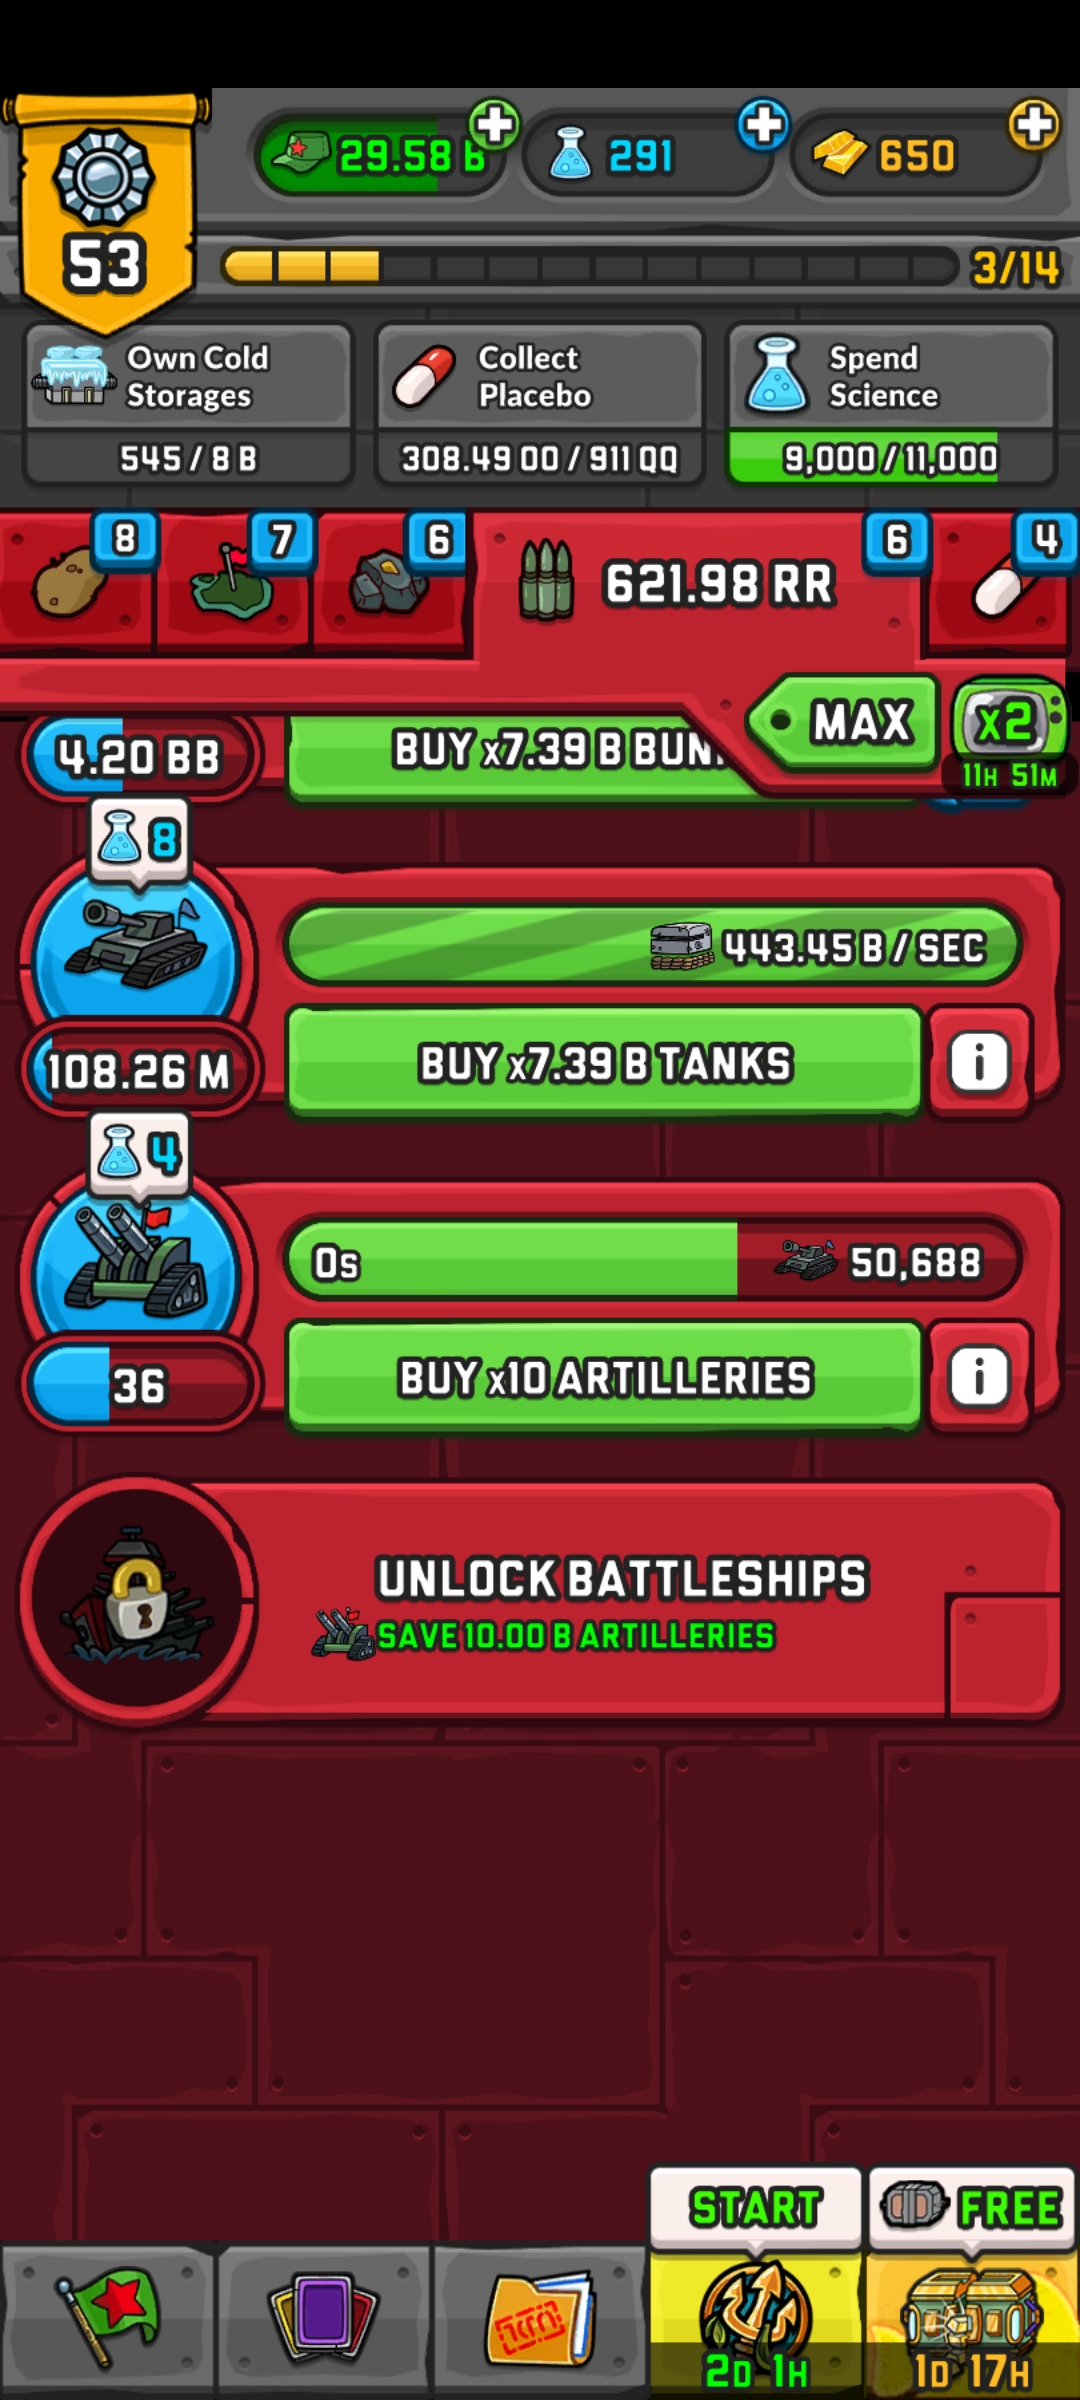 29.58 B
291
650
53
3/14
Own Cold
Storages
Collect
Placebo
Spend
Science
545 / 8 B
308.49 OO / 911 QQ
9,000 / 11,000
8
7
6
621.98 RR
6
4
MAX
x2
11H 51M
4.20 BB
BUY x7.39 B BUN
8
443.45 B / SEC
108.26 M
BUY x7.39 B TANKS
i
4
0s
50,688
36
BUY x10 ARTILLERIES
i
UNLOCK BATTLESHIPS
SAVE 10.00 B ARTILLERIES
START
FREE
2D 1H
1D 17H